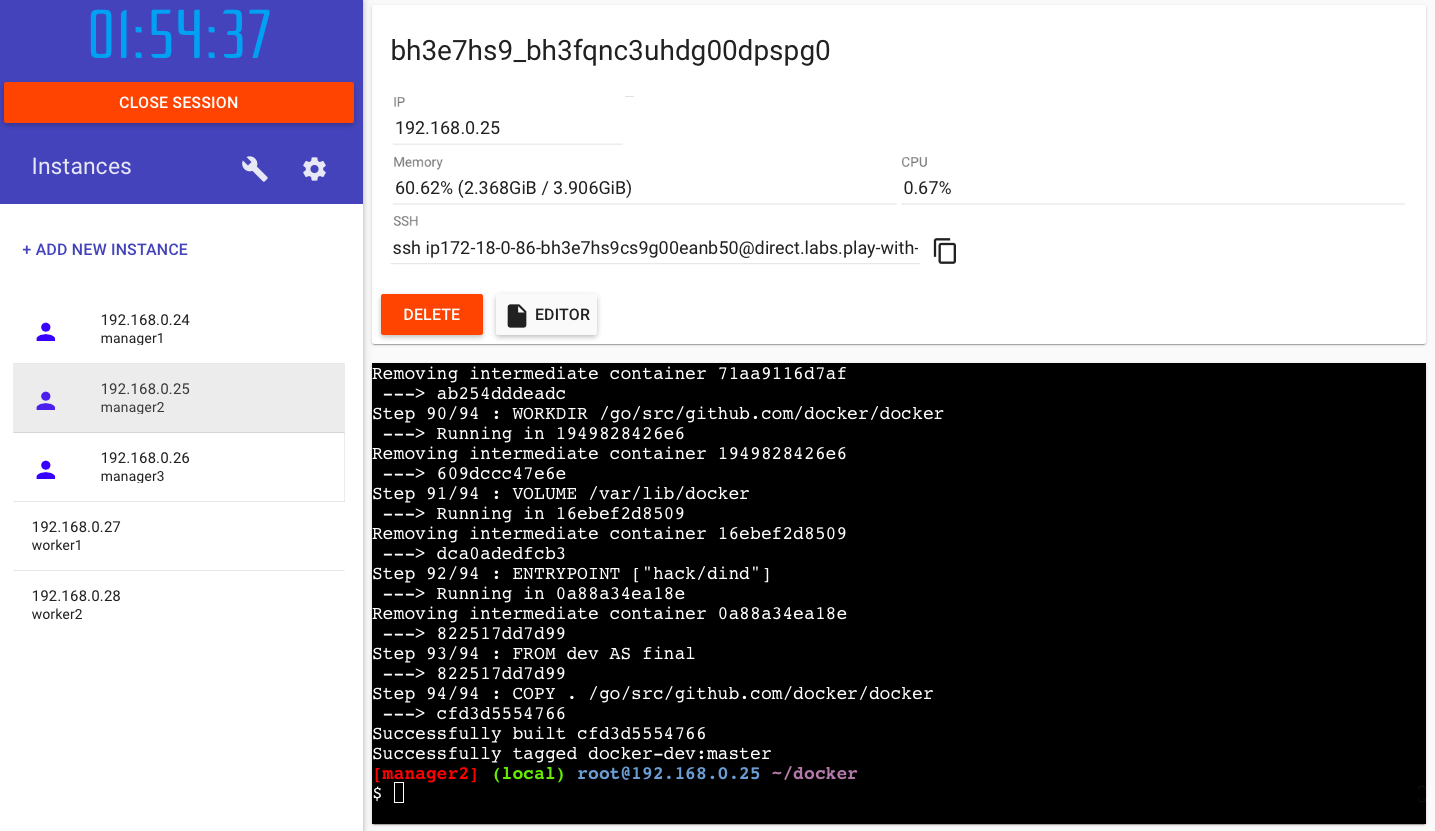 01:54:37
CLOSE SESSION
Instances
+ ADD NEW INSTANCE
192.168.0.24
manager1
192.168.0.25
manager2
192.168.0.26
manager3
192.168.0.27
worker1
192.168.0.28
worker2
bh3e7hs9_bh3fqnc3uhdg00dpspg0
IP
192.168.0.25
Memory
60.62% (2.368GiB / 3.906GiB)
CPU
0.67%
SSH
ssh ip172-18-0-86-bh3e7hs9cs9g00eanb50@direct.labs.play-with-
DELETE
EDITOR
Removing intermediate container 71aa9116d7af
 ---> ab254dddeadc
Step 90/94 : WORKDIR /go/src/github.com/docker/docker
 ---> Running in 1949828426e6
Removing intermediate container 1949828426e6
 ---> 609dccc47e6e
Step 91/94 : VOLUME /var/lib/docker
 ---> Running in 16ebef2d8509
Removing intermediate container 16ebef2d8509
 ---> dca0adedfcb3
Step 92/94 : ENTRYPOINT ["hack/dind"]
 ---> Running in 0a88a34ea18e
Removing intermediate container 0a88a34ea18e
 ---> 822517dd7d99
Step 93/94 : FROM dev AS final
 ---> 822517dd7d99
Step 94/94 : COPY . /go/src/github.com/docker/docker
 ---> cfd3d5554766
Successfully built cfd3d5554766
Successfully tagged docker-dev:master
[manager2] (local) root@192.168.0.25 ~/docker
$